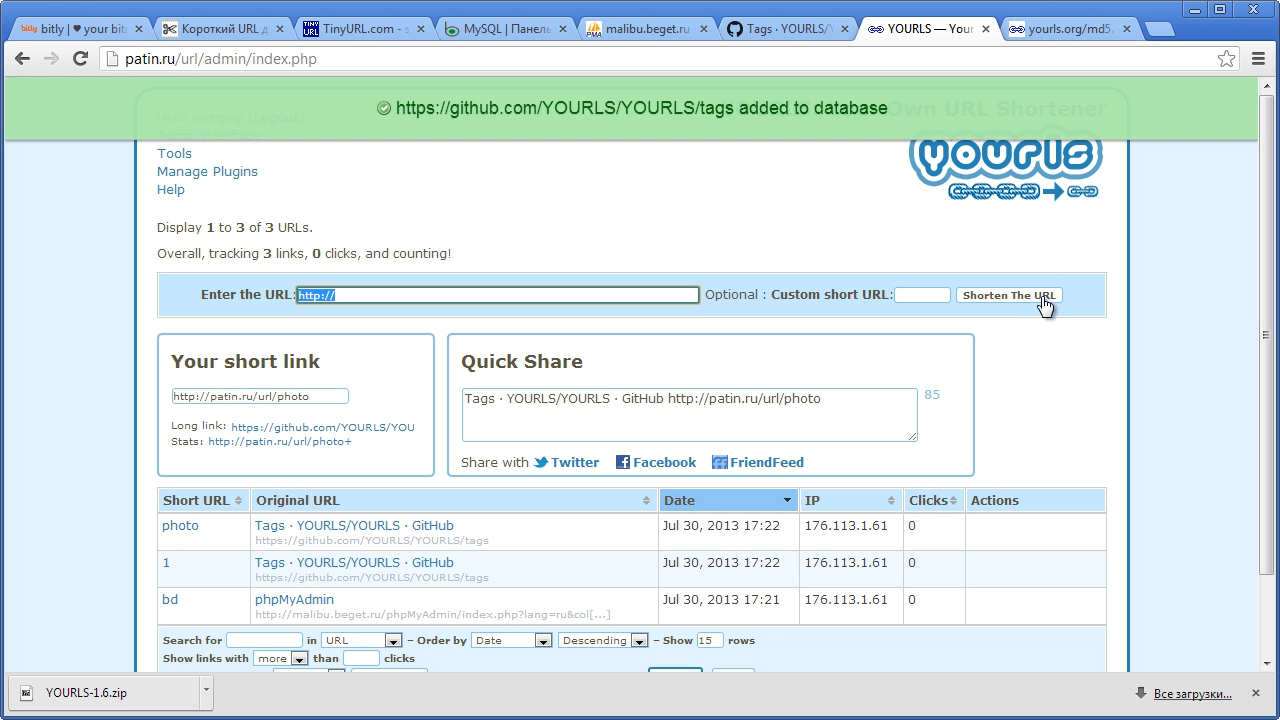 bitly | ♥ your bit
Короткий URL д
TinyURL.com - s
MySQL | Панель
malibu.beget.ru
Tags · YOURLS/Y
YOURLS — Your
yourls.org/md5.
patin.ru/url/admin/index.php
https://github.com/YOURLS/YOURLS/tags added to database
Own URL Shortener
(Logout)
Tools
Manage Plugins
Help
yourls
Display 1 to 3 of 3 URLs.
Overall, tracking 3 links, 0 clicks, and counting!
Enter the URL: http:// Optional : Custom short URL: Shorten The URL
Your short link
http://patin.ru/url/photo
Long link: https://github.com/YOURLS/YOU
Stats: http://patin.ru/url/photo+
Quick Share
Tags · YOURLS/YOURLS · GitHub http://patin.ru/url/photo
85
Share with Twitter Facebook FriendFeed
Short URL Original URL Date IP Clicks Actions
photo Tags · YOURLS/YOURLS · GitHub Jul 30, 2013 17:22 176.113.1.61 0
https://github.com/YOURLS/YOURLS/tags
1 Tags · YOURLS/YOURLS · GitHub Jul 30, 2013 17:22 176.113.1.61 0
https://github.com/YOURLS/YOURLS/tags
bd phpMyAdmin Jul 30, 2013 17:21 176.113.1.61 0
http://malibu.beget.ru/phpMyAdmin/index.php?lang=ru&col[...]
Search for in URL – Order by Date Descending – Show 15 rows
Show links with more than clicks
YOURLS-1.6.zip
Все загрузки...